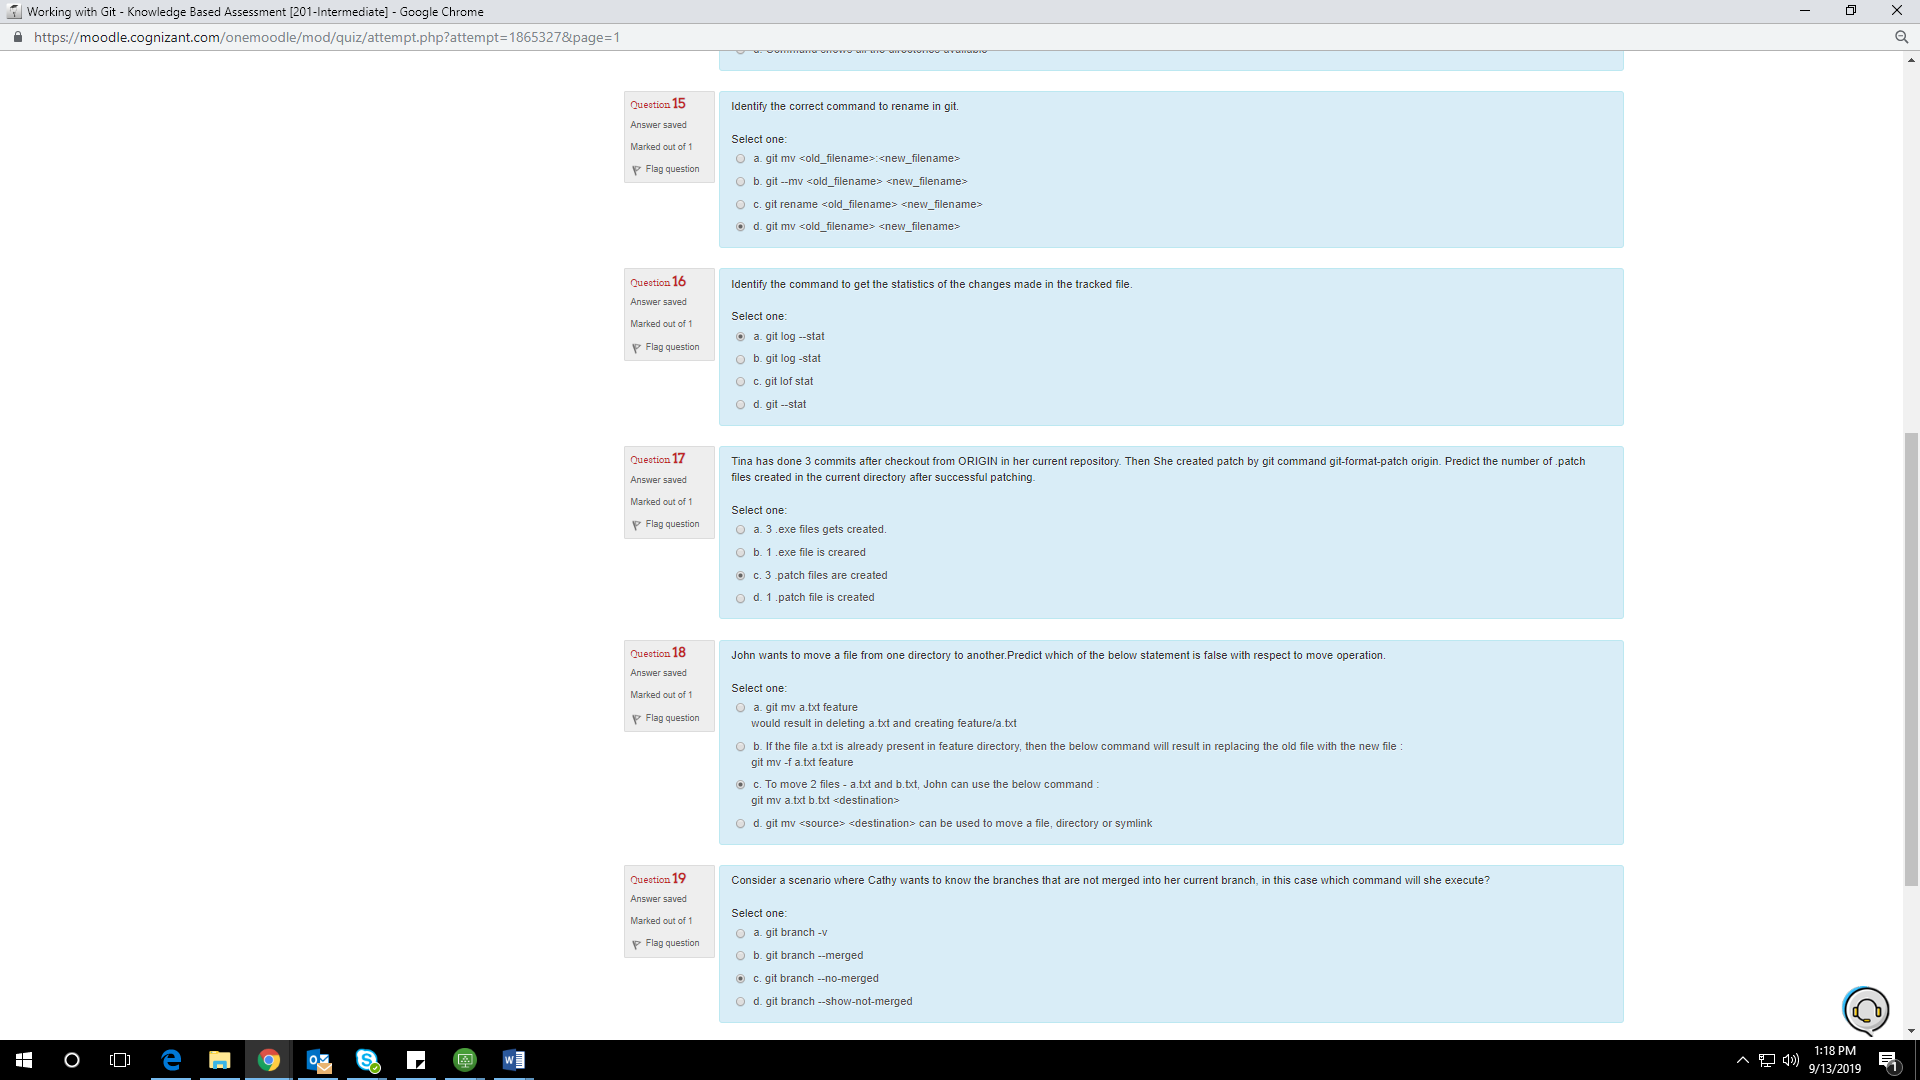 Working with Git - Knowledge Based Assessment [201-Intermediate] - Google Chrome
https://moodle.cognizant.com/onemoodle/mod/quiz/attempt.php?attempt=1865327&page=1
d. Command shows all the directories available
Question 15
Answer saved
Marked out of 1
Flag question
Identify the correct command to rename in git.
Select one:
a. git mv <old_filename>:<new_filename>
b. git --mv <old_filename> <new_filename>
c. git rename <old_filename> <new_filename>
d. git mv <old_filename> <new_filename>
Question 16
Answer saved
Marked out of 1
Flag question
Identify the command to get the statistics of the changes made in the tracked file.
Select one:
a. git log --stat
b. git log -stat
c. git lof stat
d. git --stat
Question 17
Answer saved
Marked out of 1
Flag question
Tina has done 3 commits after checkout from ORIGIN in her current repository. Then She created patch by git command git-format-patch origin. Predict the number of .patch
files created in the current directory after successful patching.
Select one:
a. 3 .exe files gets created.
b. 1 .exe file is creared
c. 3 .patch files are created
d. 1 .patch file is created
Question 18
Answer saved
Marked out of 1
Flag question
John wants to move a file from one directory to another.Predict which of the below statement is false with respect to move operation.
Select one:
a. git mv a.txt feature
would result in deleting a.txt and creating feature/a.txt
b. If the file a.txt is already present in feature directory, then the below command will result in replacing the old file with the new file :
git mv -f a.txt feature
c. To move 2 files - a.txt and b.txt, John can use the below command :
git mv a.txt b.txt <destination>
d. git mv <source> <destination> can be used to move a file, directory or symlink
Question 19
Answer saved
Marked out of 1
Flag question
Consider a scenario where Cathy wants to know the branches that are not merged into her current branch, in this case which command will she execute?
Select one:
a. git branch -v
b. git branch --merged
c. git branch --no-merged
d. git branch --show-not-merged
1:18 PM
9/13/2019
1